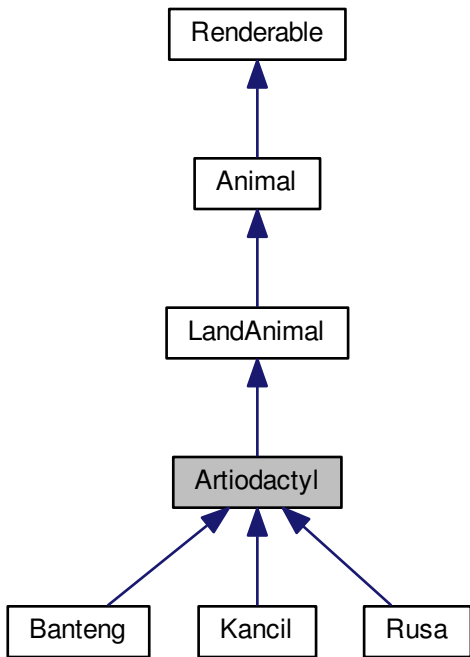 Renderable
Animal
LandAnimal
Artiodactyl
Banteng
Kancil
Rusa